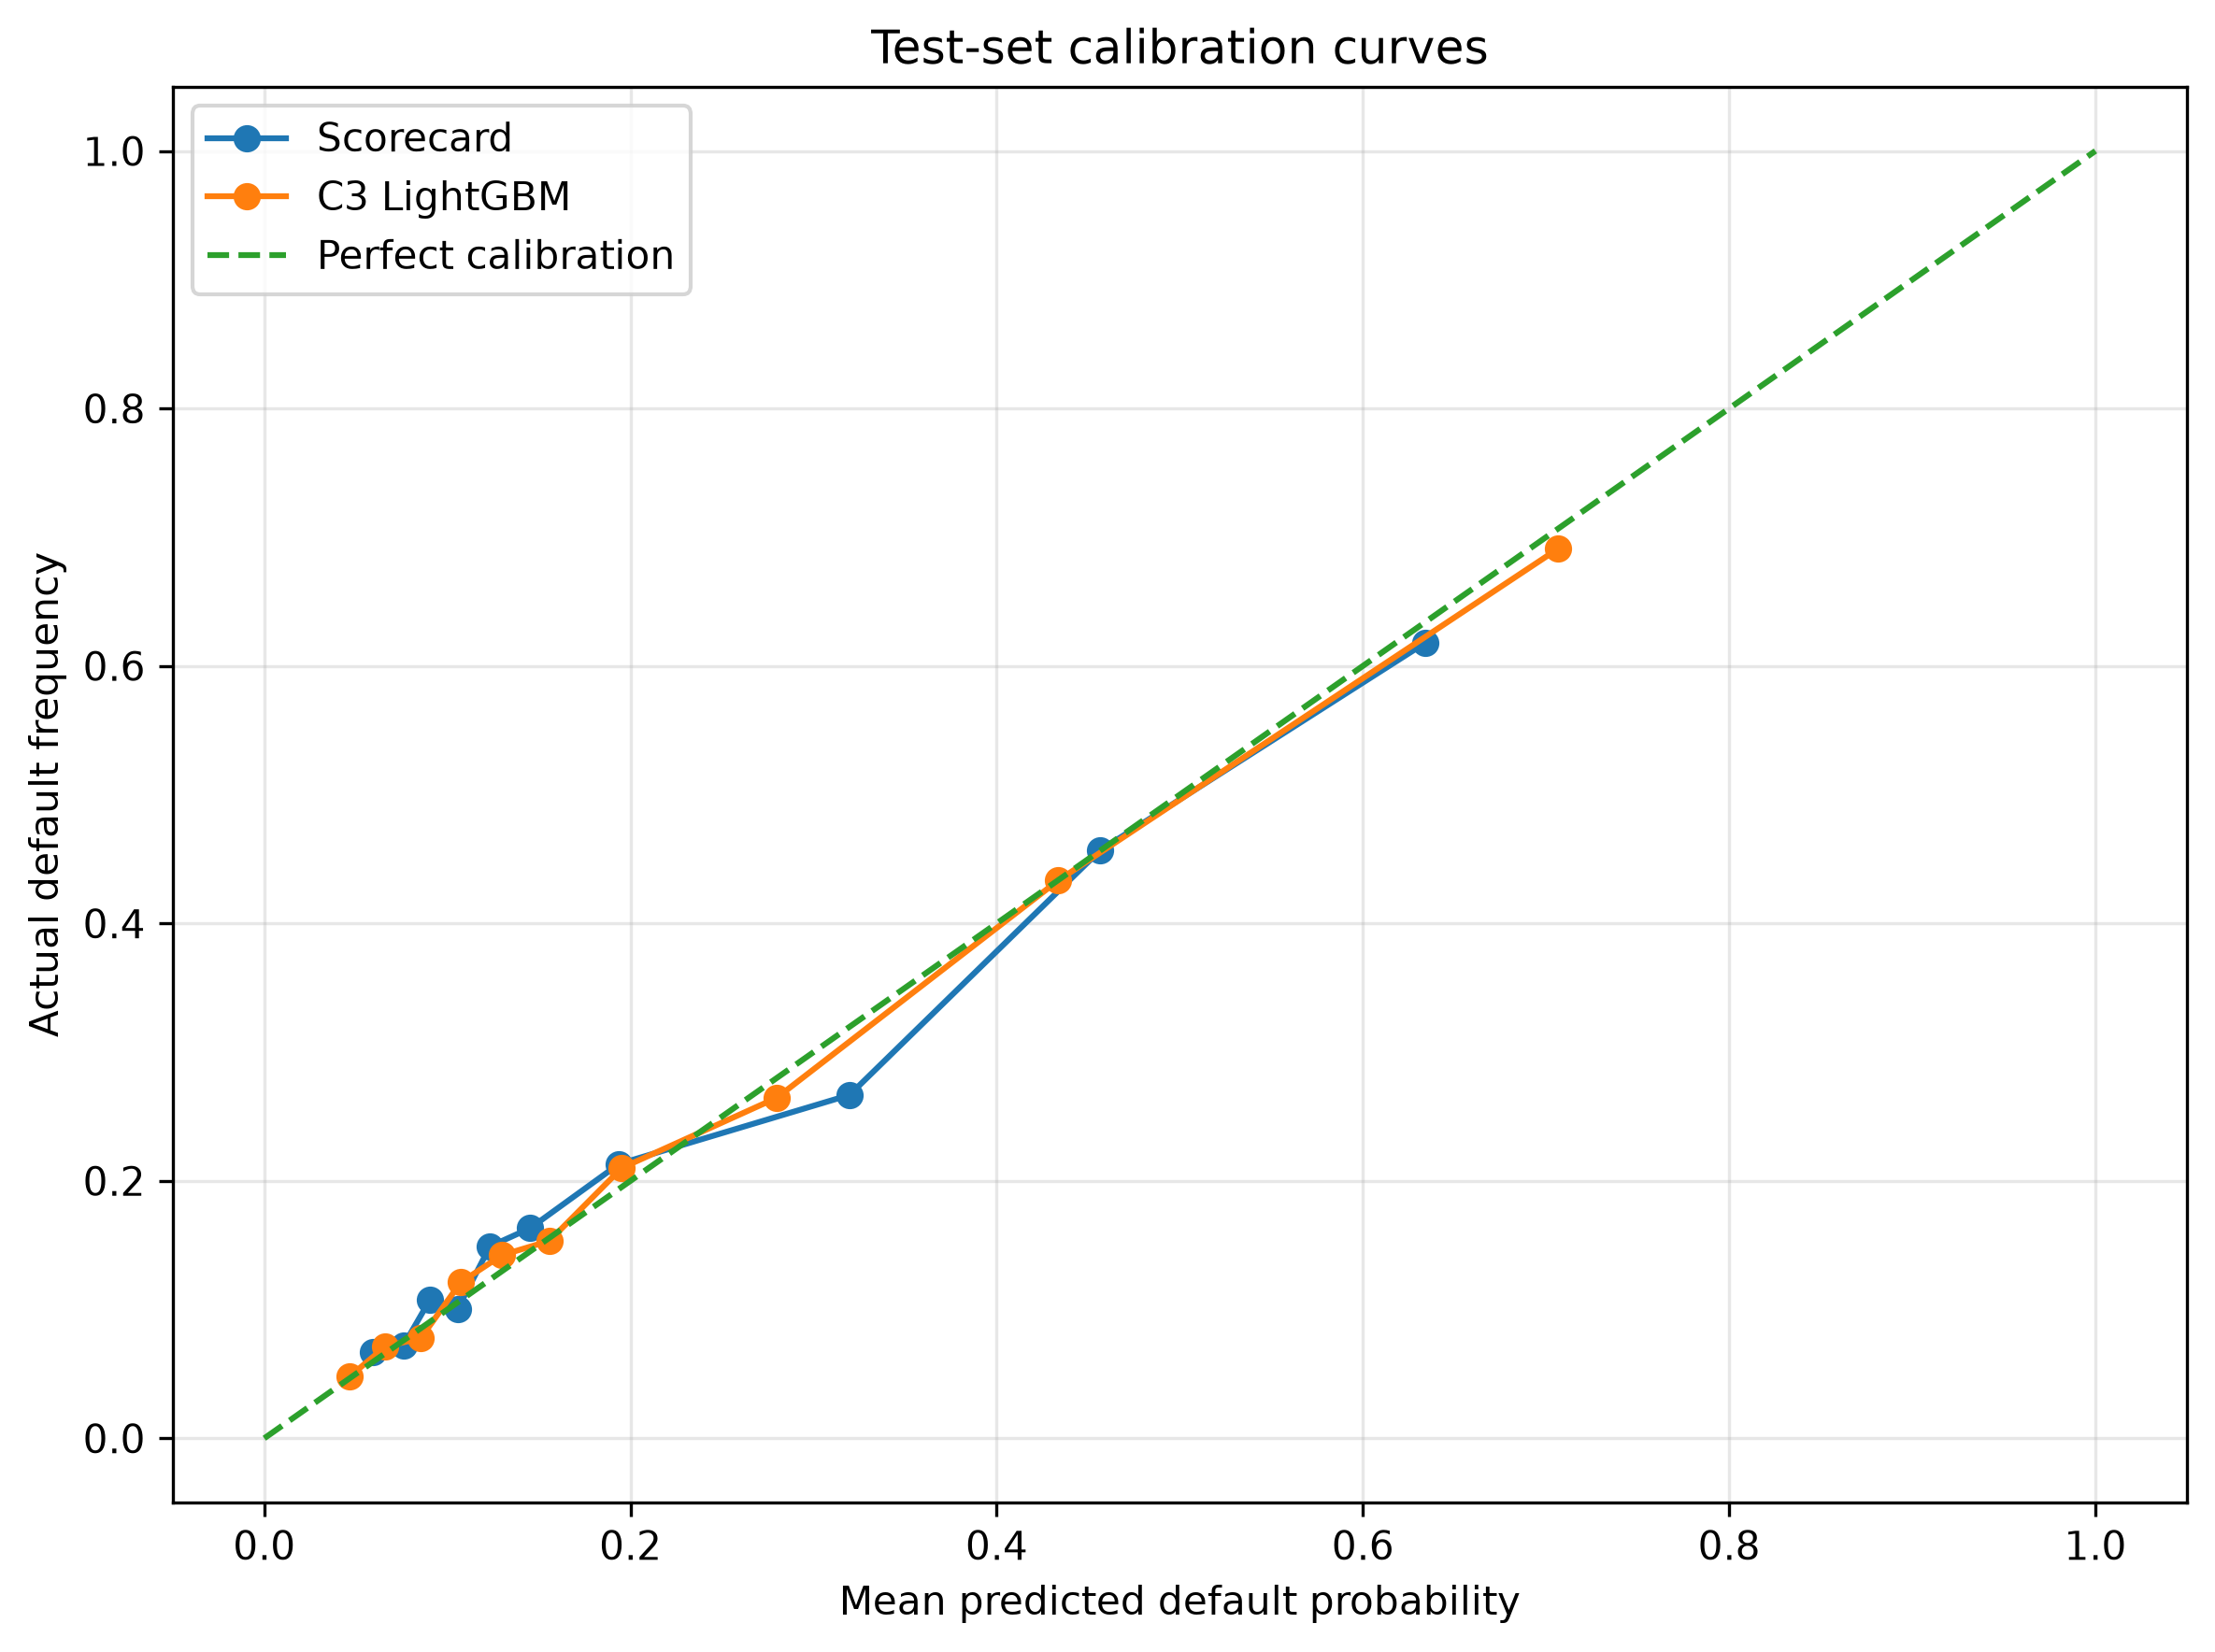 Test-set calibration curves
Scorecard
C3 LightGBM
Perfect calibration
1.0
0.8
0.6
0.4
0.2
0.0
Actual default frequency
0.0 0.2 0.4 0.6 0.8 1.0
Mean predicted default probability